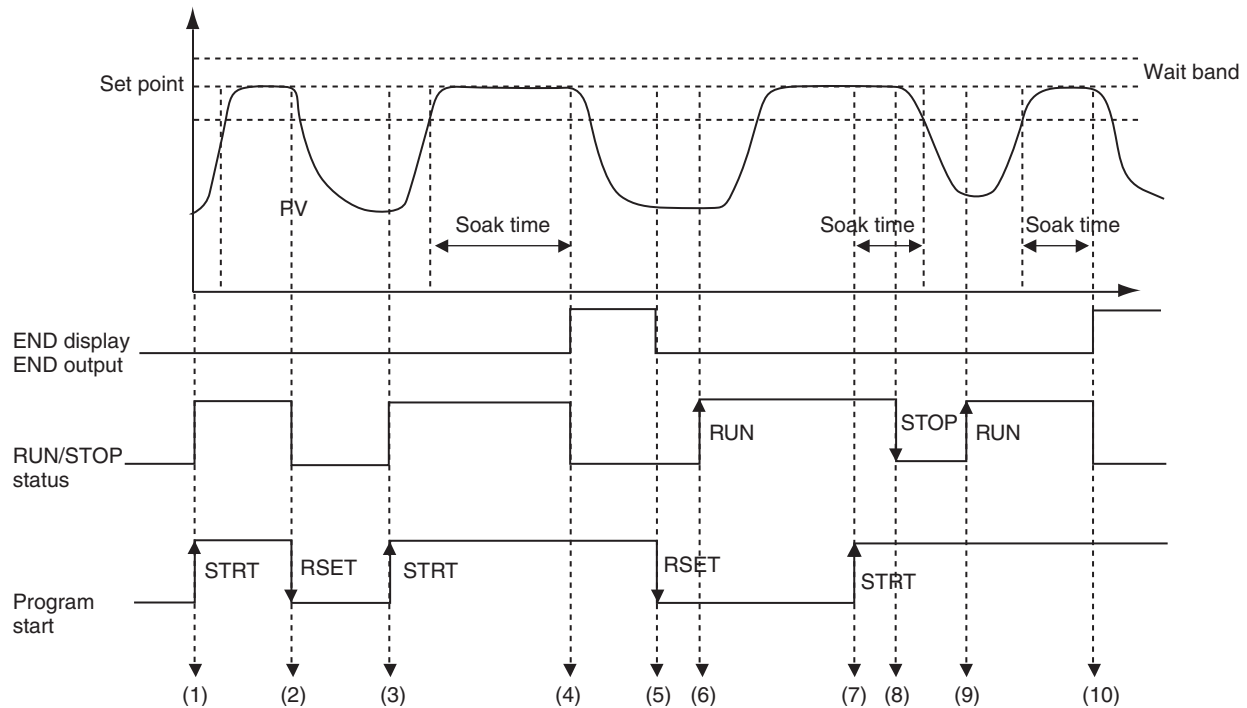 Set point
Wait band
PV
Soak time
Soak time
Soak time
END display
END output
RUN
STOP
RUN
RUN/STOP
status
STRT
RSET
STRT
RSET
STRT
Program
start
(1)
(2)
(3)
(4)
(5)
(6)
(7)
(8)
(9)
(10)